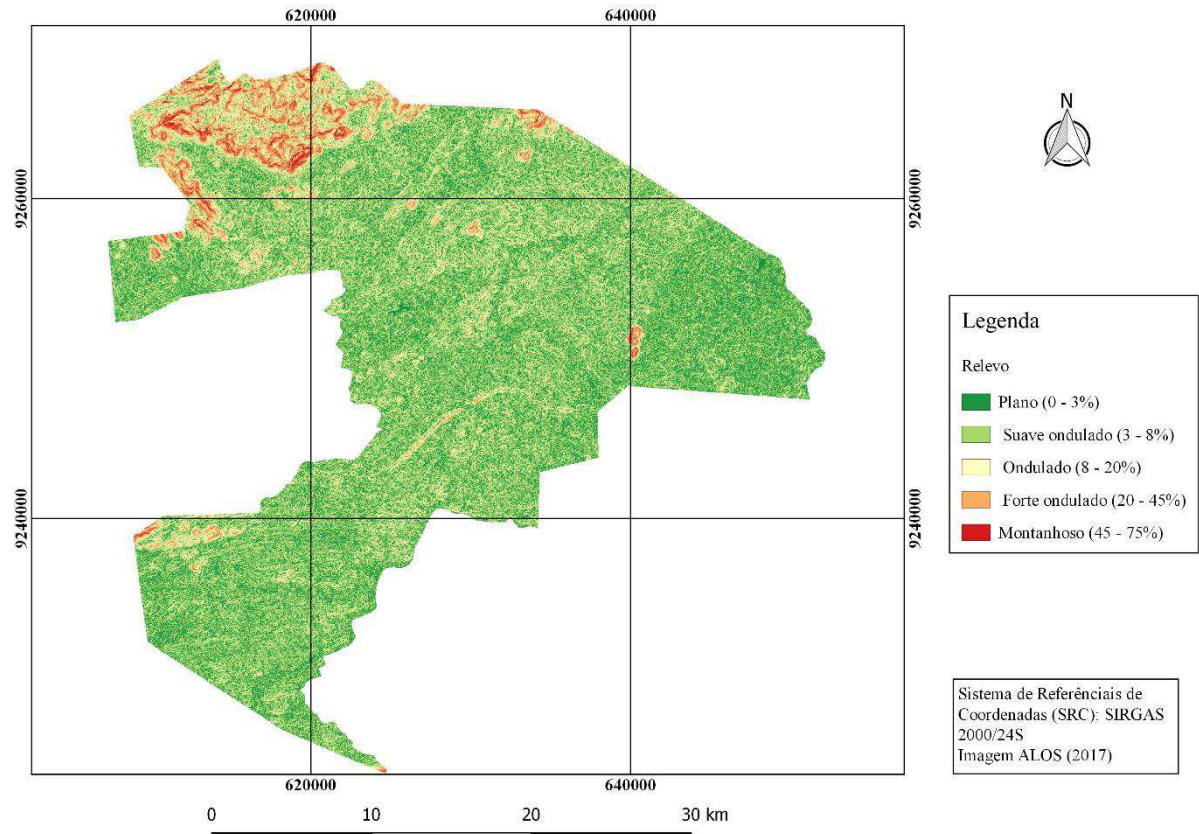 620000
640000
N
9260000
9260000
Legenda
Relevo
Plano (0 - 3%)
Suave ondulado (3 - 8%)
Ondulado (8 - 20%)
Forte ondulado (20 - 45%)
Montanhoso (45 - 75%)
9240000
9240000
Sistema de Referênciais de
Coordenadas (SRC): SIRGAS
2000/24S
Imagem ALOS (2017)
620000
640000
0
10
20
30 km